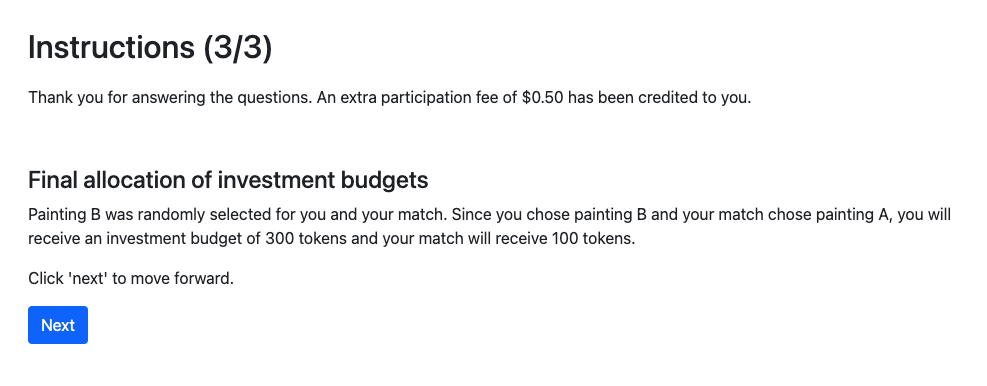 Instructions (3/3)
Thank you for answering the questions. An extra participation fee of $0.50 has been credited to you.
Final allocation of investment budgets
Painting B was randomly selected for you and your match. Since you chose painting B and your match chose painting A, you will
receive an investment budget of 300 tokens and your match will receive 100 tokens.
Click 'next' to move forward.
Next